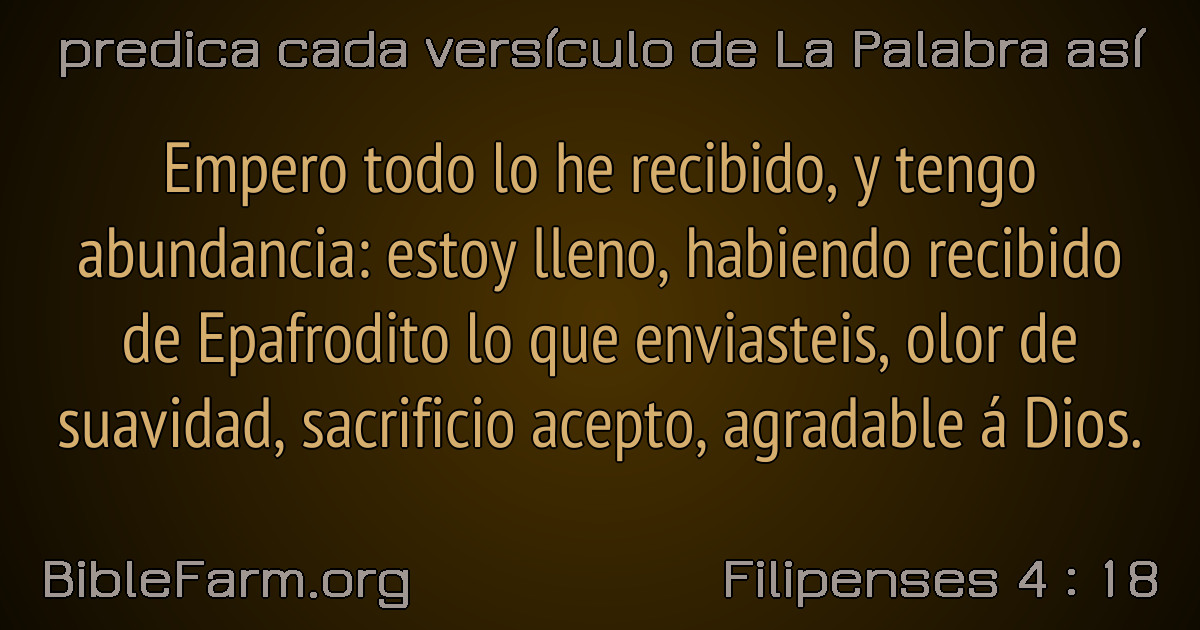 predica cada versículo de La Palabra así
Empero todo lo he recibido, y tengo
abundancia: estoy lleno, habiendo recibido
de Epafrodito lo que enviasteis, olor de
suavidad, sacrificio acepto, agradable á Dios.
BibleFarm.org
Filipenses 4 : 18